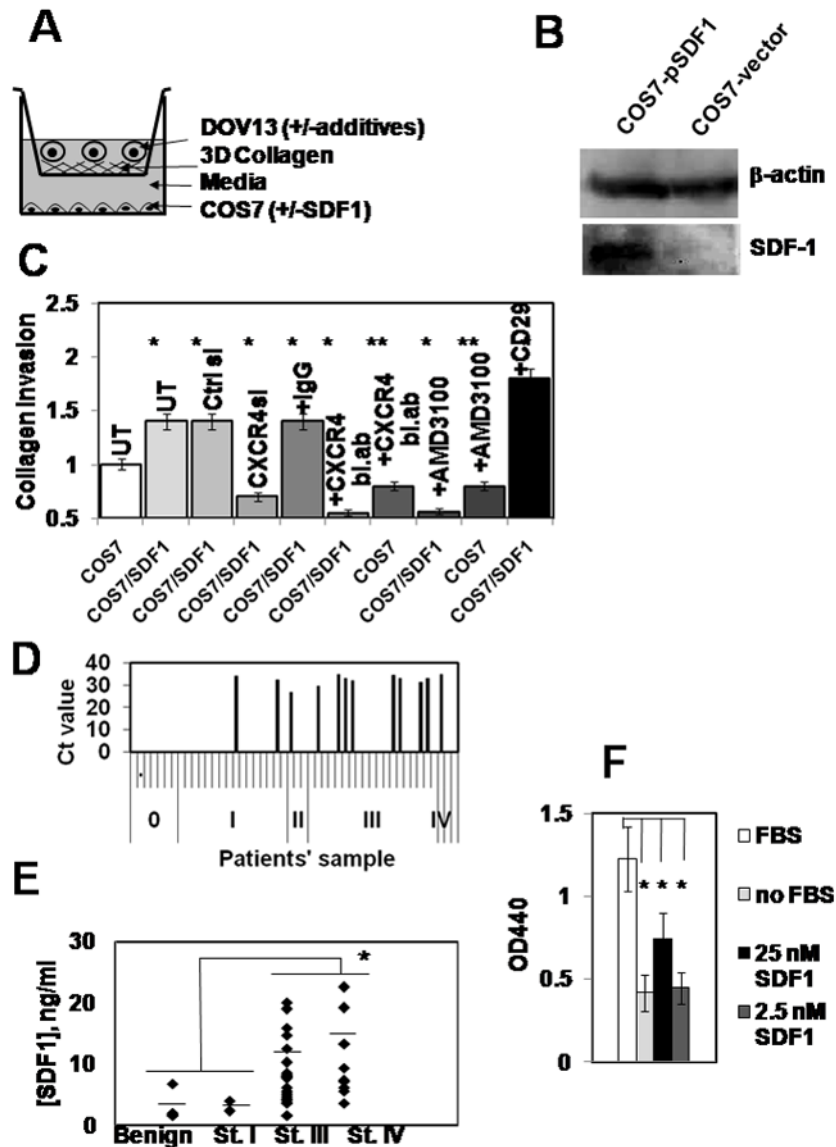 A
DOV13 (+/-additives)
3D Collagen
Media
COS7 (+/-SDF1)
B
COS7-pSDF1
COS7-vector
β-actin
SDF-1
C
Collagen invasion
2.5
2
1.5
1
0.5
UT
* UT
* Ctrl si
* CXCR4si
* +IgG
* +CXCR4 bl.ab
** +CXCR4 bl.ab
* +AMD3100
** +AMD3100
+CD29
COS7
COS7/SDF1
COS7/SDF1
COS7/SDF1
COS7/SDF1
COS7/SDF1
COS7
COS7/SDF1
COS7
COS7/SDF1
D
Ct value
40
30
20
10
0
0 I II III IV
Patients' sample
E
[SDF1], ng/ml
30
20
10
0
*
Benign St. I St. III St. IV
F
OD440
1.5
1
0.5
0
* * *
FBS
no FBS
25 nM
SDF1
2.5 nM
SDF1